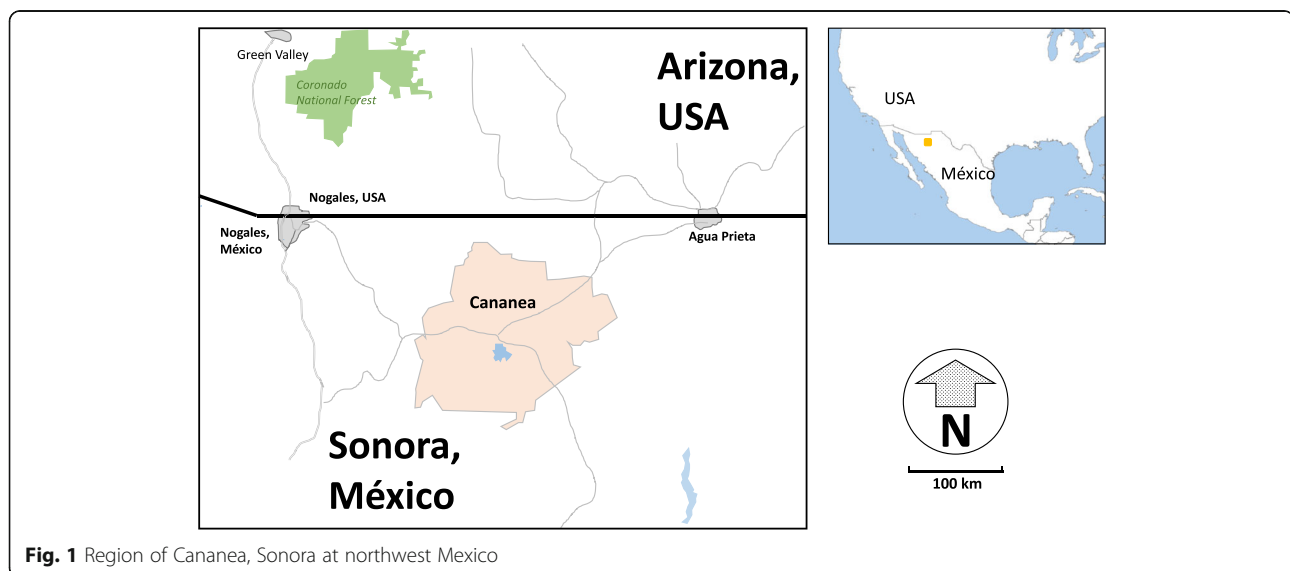 Green Valley
Coronado
National Forest
Arizona,
USA
Nogales, USA
Nogales,
México
Agua Prieta
Cananea
Sonora,
México
USA
México
N
100 km
Fig. 1 Region of Cananea, Sonora at northwest Mexico